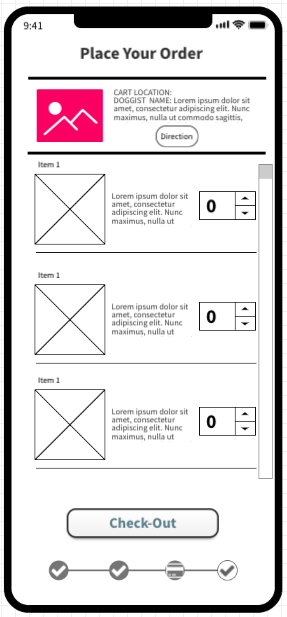 9:41
Place Your Order
CART LOCATION:
DOGGIST NAME: Lorem ipsum dolor sit
amet, consectetur adipiscing elit. Nunc
maximus, nulla ut commodo sagittis,
Direction
Item 1
Lorem ipsum dolor sit
amet, consectetur
adipiscing elit. Nunc
maximus, nulla ut
0
Item 1
Lorem ipsum dolor sit
amet, consectetur
adipiscing elit. Nunc
maximus, nulla ut
0
Item 1
Lorem ipsum dolor sit
amet, consectetur
adipiscing elit. Nunc
maximus, nulla ut
0
Check-Out